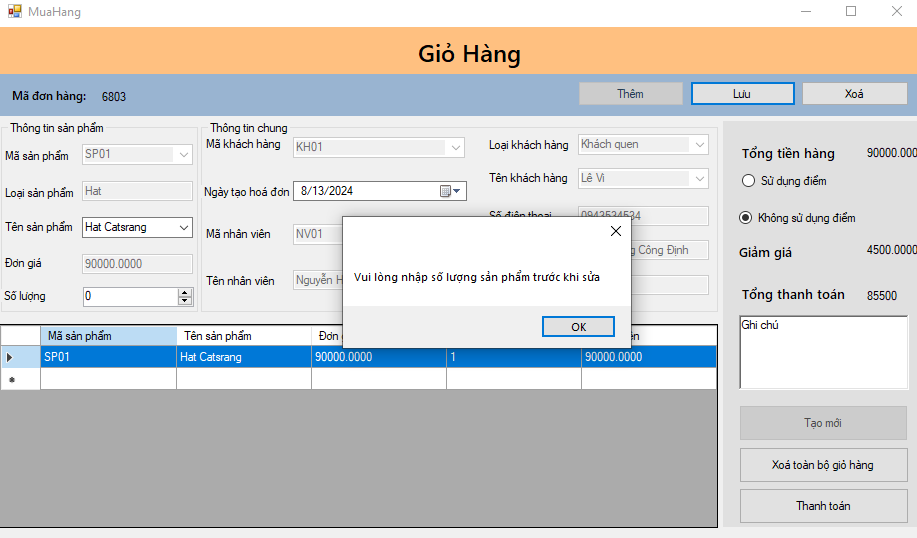 MuaHang
Giỏ Hàng
Mã đơn hàng: 6803
Thêm
Lưu
Xoá
Thông tin sản phẩm
Mã sản phẩm SP01
Loại sản phẩm Hat
Tên sản phẩm Hat Catsrang
Đơn giá 90000.0000
Số lượng 0
Thông tin chung
Mã khách hàng KH01
Ngày tạo hoá đơn 8/13/2024
Mã nhân viên NV01
Tên nhân viên Nguyễn
Loại khách hàng Khách quen
Tên khách hàng Lê Vi
Số điện thoại 0943534534
Công Định
Vui lòng nhập số lượng sản phẩm trước khi sửa
OK
Mã sản phẩm Tên sản phẩm Đơn
SP01 Hat Catsrang 90000.0000 1 90000.0000
Tổng tiền hàng 90000.000
Sử dụng điểm
Không sử dụng điểm
Giảm giá 4500.0000
Tổng thanh toán 85500
Ghi chú
Tạo mới
Xoá toàn bộ giỏ hàng
Thanh toán